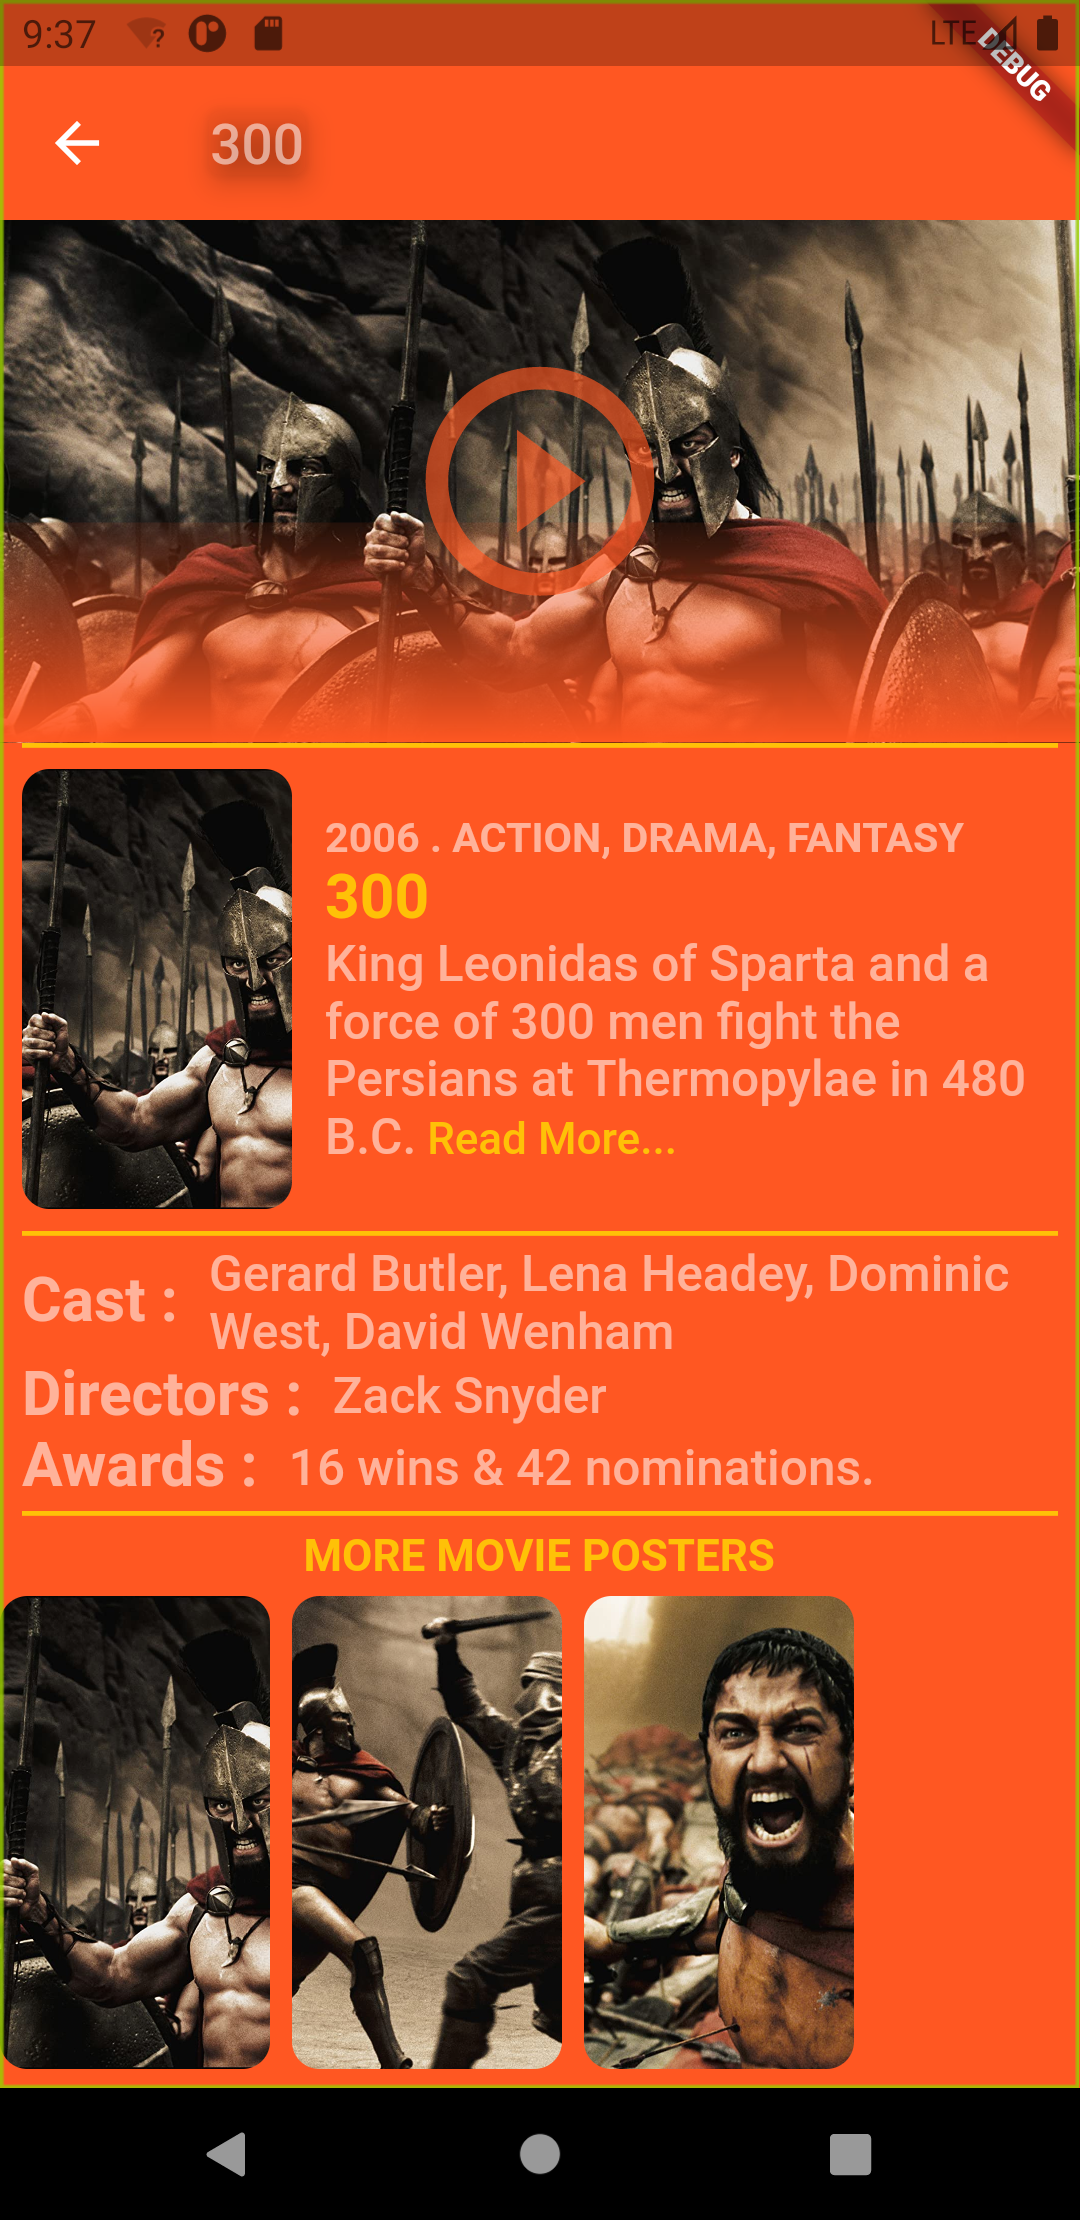 9:37
LTE
DEBUG
300
2006 . ACTION, DRAMA, FANTASY
300
King Leonidas of Sparta and a
force of 300 men fight the
Persians at Thermopylae in 480
B.C. Read More...
Cast :
Gerard Butler, Lena Headey, Dominic
West, David Wenham
Directors : Zack Snyder
Awards : 16 wins & 42 nominations.
MORE MOVIE POSTERS